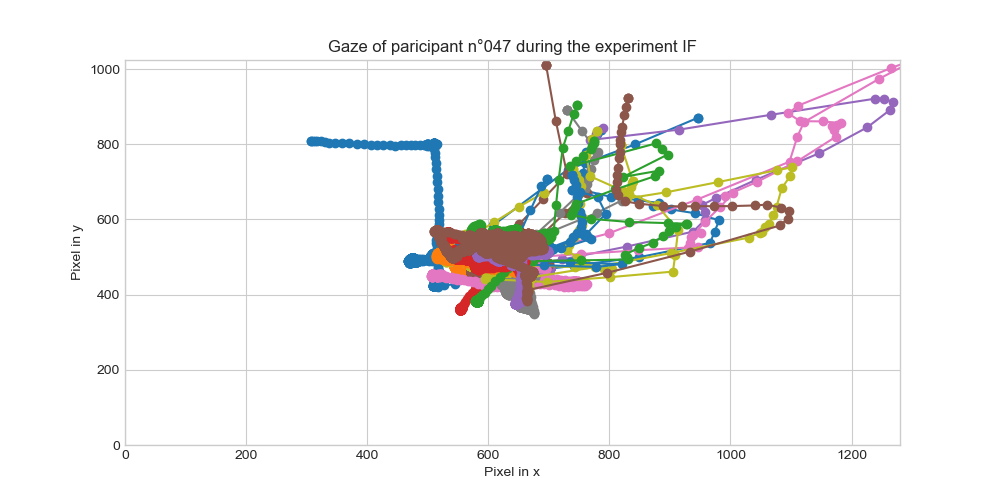 Gaze of paricipant n°047 during the experiment IF
1000
800
600
400
200
0
Pixel in y
0 200 400 600 800 1000 1200
Pixel in x